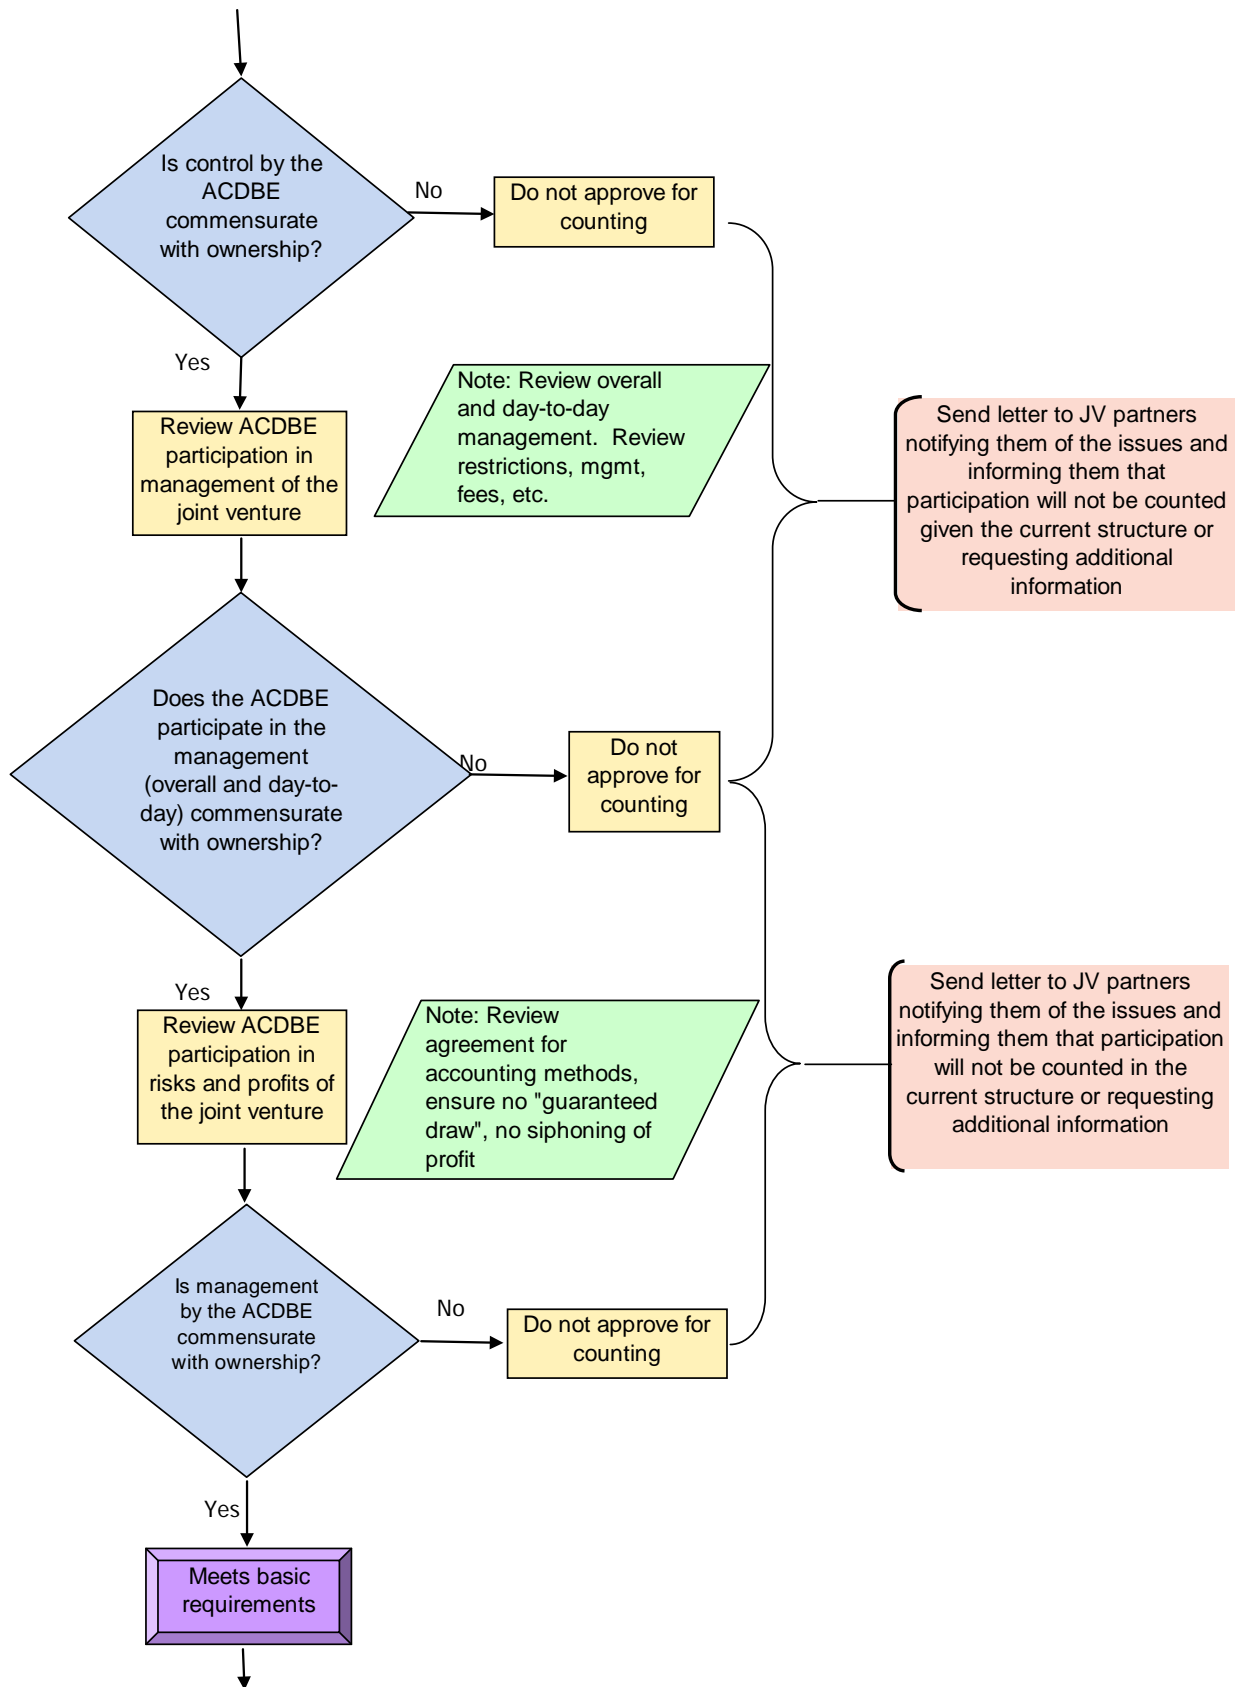 Is control by the
ACDBE
commensurate
with ownership?
No
Do not approve for
counting
Yes
Note: Review overall
and day-to-day
management.  Review
restrictions, mgmt,
fees, etc.
Send letter to JV partners
notifying them of the issues and
informing them that
participation will not be counted
given the current structure or
requesting additional
information
Review ACDBE
participation in
management of the
joint venture
Does the ACDBE
participate in the
management
(overall and day-to-
day) commensurate
with ownership?
No
Do not
approve for
counting
Yes
Review ACDBE
participation in
risks and profits of
the joint venture
Note: Review
agreement for
accounting methods,
ensure no "guaranteed
draw", no siphoning of
profit
Send letter to JV partners
notifying them of the issues and
informing them that participation
will not be counted in the
current structure or requesting
additional information
Is management
by the ACDBE
commensurate
with ownership?
No
Do not approve for
counting
Yes
Meets basic
requirements